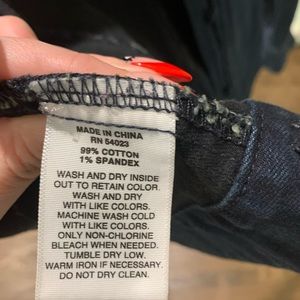 MADE IN CHINA
RN 54023
99% COTTON
1% SPANDEX
WASH AND DRY INSIDE
OUT TO RETAIN COLOR.
WASH AND DRY
WITH LIKE COLORS.
MACHINE WASH COLD
WITH LIKE COLORS.
ONLY NON-CHLORINE
BLEACH WHEN NEEDED.
TUMBLE DRY LOW.
WARM IRON IF NECESSARY.
DO NOT DRY CLEAN.